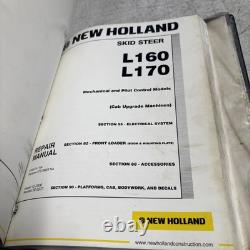 NEW HOLLAND
SKID STEER
L160
L170
Mechanical and Pilot Control Models
(Cab Upgrade Machines)
SECTION 55 - ELECTRICAL SYSTEM
SECTION 82 - FRONT LOADER (BOOM & MOUNTING PLATE)
SECTION 88 - ACCESSORIES
SECTION 90 - PLATFORMS, CAB, BODYWORK, AND DECALS
REPAIR
MANUAL
NEW HOLLAND
www.newhollandconstruction.com